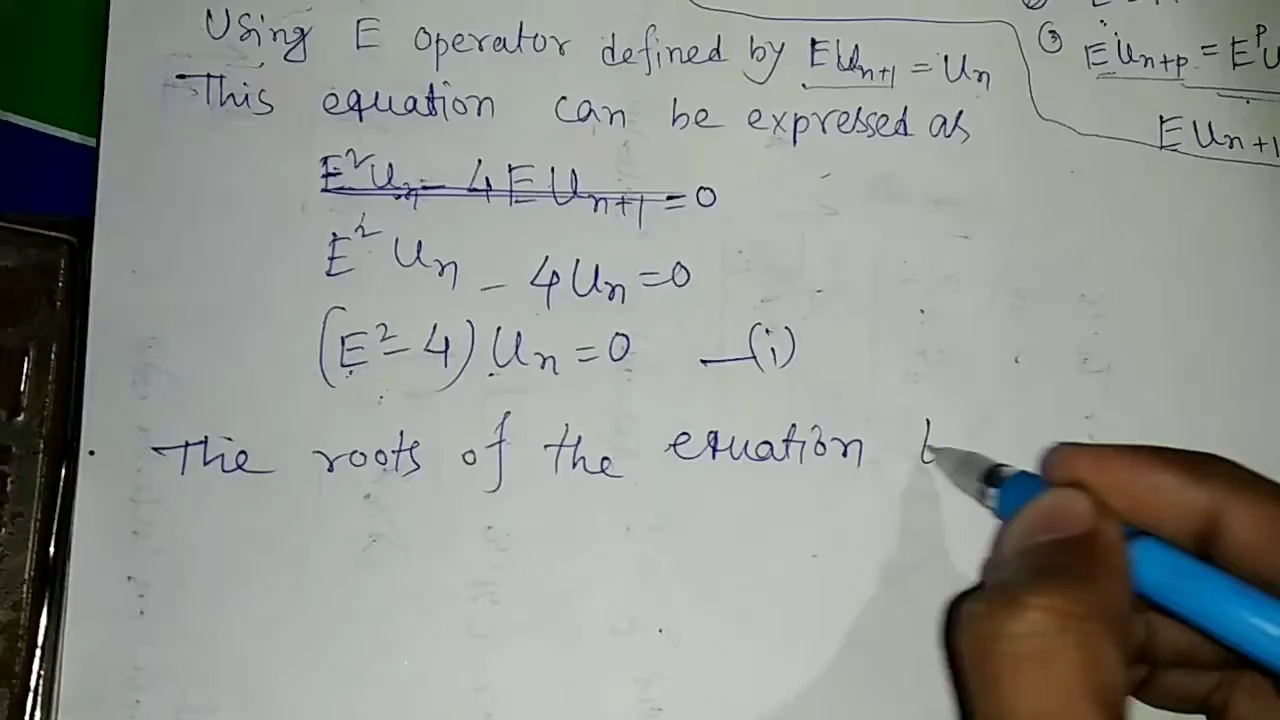 Using E operator defined by EUn+1 = Un
③ EUn+p = E^P U
This equation can be expressed as
EUn+1
E²Un - 4EUn+1 = 0
E² Un - 4Un = 0
(E² - 4) Un = 0 —(i)
The roots of the equation